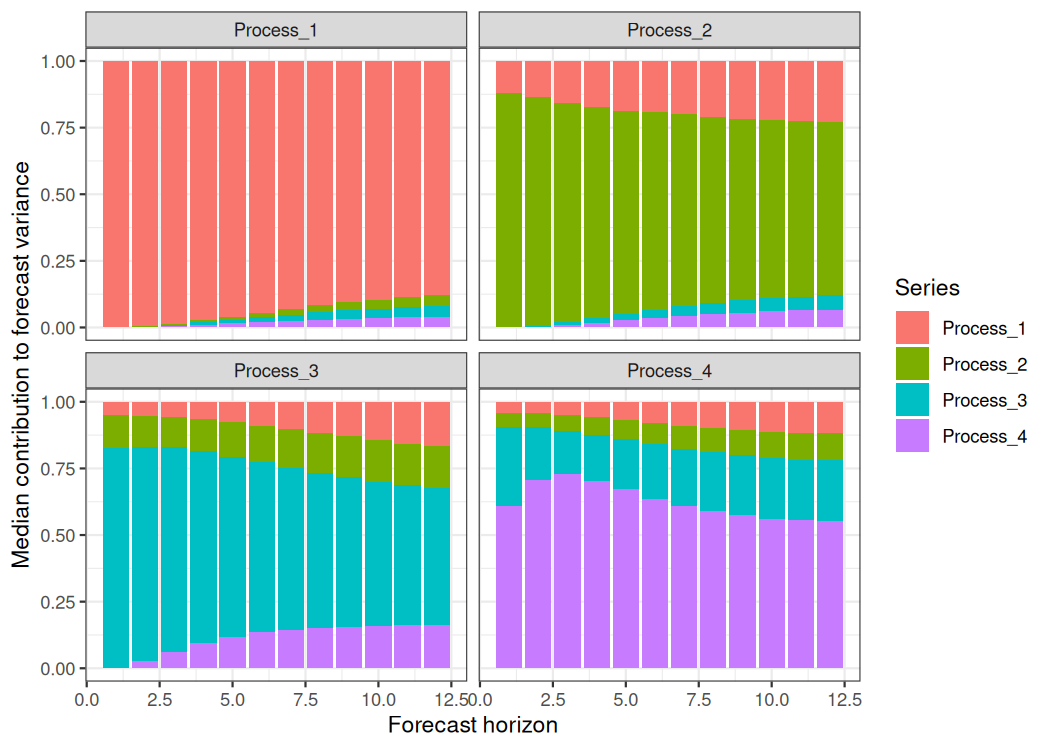 Process_1
Process_2
1.00
0.75
0.50
0.25
0.00
Process_3
Process_4
1.00
0.75
0.50
0.25
0.00
0.0 2.5 5.0 7.5 10.0 12.5
0.0 2.5 5.0 7.5 10.0 12.5
Forecast horizon
Median contribution to forecast variance
Series
Process_1
Process_2
Process_3
Process_4